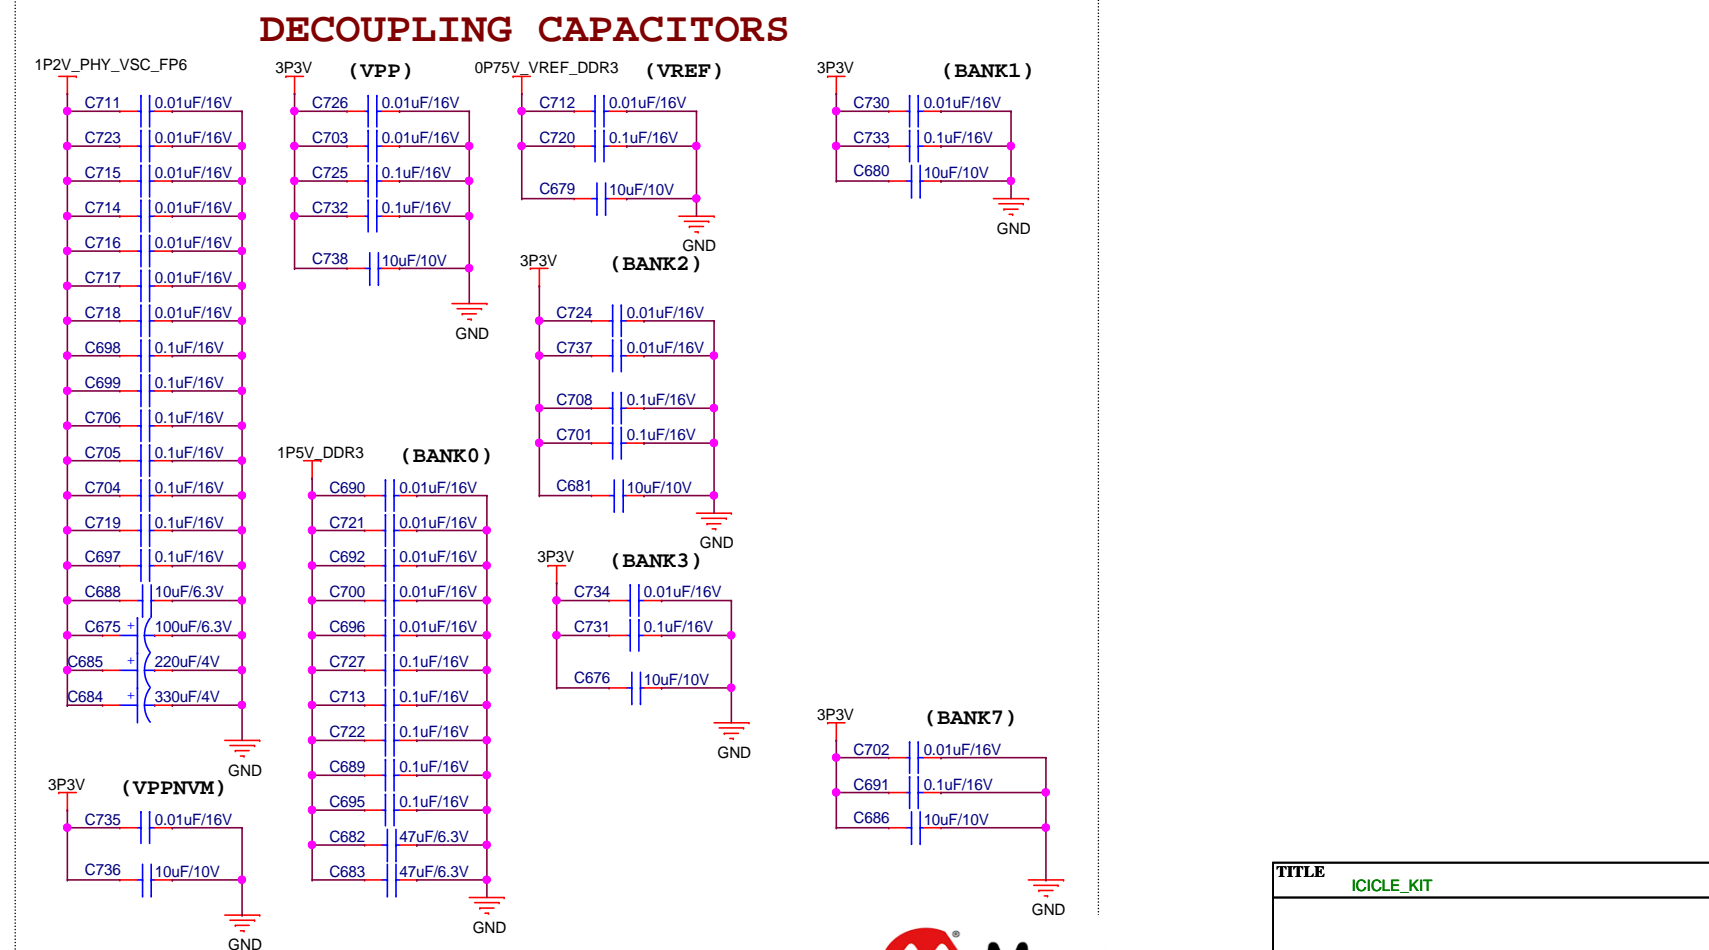 DECOUPLING CAPACITORS
1P2V_PHY_VSC_FP6
C711 0.01uF/16V
C723 0.01uF/16V
C715 0.01uF/16V
C714 0.01uF/16V
C716 0.01uF/16V
C717 0.01uF/16V
C718 0.01uF/16V
C698 0.1uF/16V
C699 0.1uF/16V
C706 0.1uF/16V
C705 0.1uF/16V
C704 0.1uF/16V
C719 0.1uF/16V
C697 0.1uF/16V
C688 10uF/6.3V
C675 + 100uF/6.3V
C685 + 220uF/4V
C684 + 330uF/4V
GND
3P3V (VPPNVM)
C735 0.01uF/16V
C736 10uF/10V
GND
3P3V (VPP)
C726 0.01uF/16V
C703 0.01uF/16V
C725 0.1uF/16V
C732 0.1uF/16V
C738 10uF/10V
GND
1P5V_DDR3 (BANK0)
C690 0.01uF/16V
C721 0.01uF/16V
C692 0.01uF/16V
C700 0.01uF/16V
C696 0.01uF/16V
C727 0.1uF/16V
C713 0.1uF/16V
C722 0.1uF/16V
C689 0.1uF/16V
C695 0.1uF/16V
C682 47uF/6.3V
C683 47uF/6.3V
GND
0P75V_VREF_DDR3 (VREF)
C712 0.01uF/16V
C720 0.1uF/16V
C679 10uF/10V
GND
3P3V (BANK2)
C724 0.01uF/16V
C737 0.01uF/16V
C708 0.1uF/16V
C701 0.1uF/16V
C681 10uF/10V
GND
3P3V (BANK3)
C734 0.01uF/16V
C731 0.1uF/16V
C676 10uF/10V
GND
3P3V (BANK1)
C730 0.01uF/16V
C733 0.1uF/16V
C680 10uF/10V
GND
3P3V (BANK7)
C702 0.01uF/16V
C691 0.1uF/16V
C686 10uF/10V
GND
®
TITLE
ICICLE_KIT